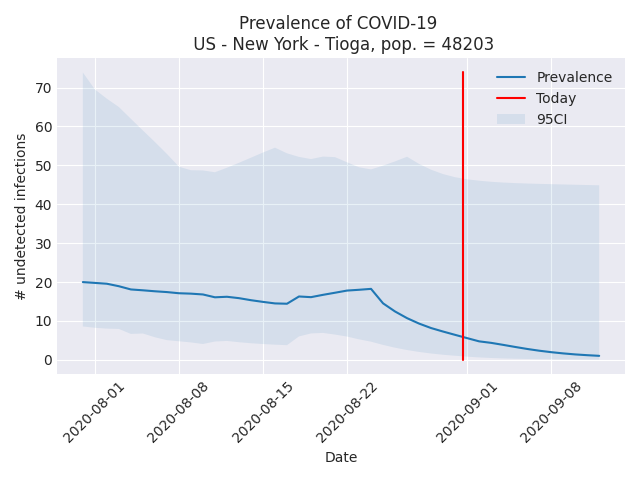 Prevalence of COVID-19
US - New York - Tioga, pop. = 48203
Prevalence
Today
95CI
# undetected infections
70
60
50
40
30
20
10
0
2020-08-01
2020-08-08
2020-08-15
2020-08-22
2020-09-01
2020-09-08
Date